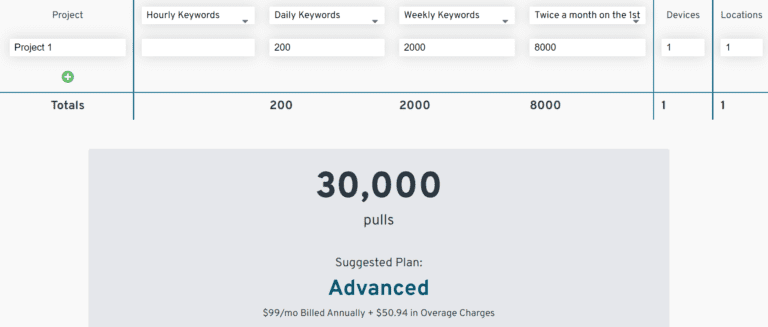 Project Hourly Keywords Daily Keywords Weekly Keywords Twice a month on the 1st Devices Locations
Project 1 200 2000 8000 1 1
Totals 200 2000 8000 1 1
30,000
pulls
Suggested Plan:
Advanced
$99/mo Billed Annually + $50.94 in Overage Charges